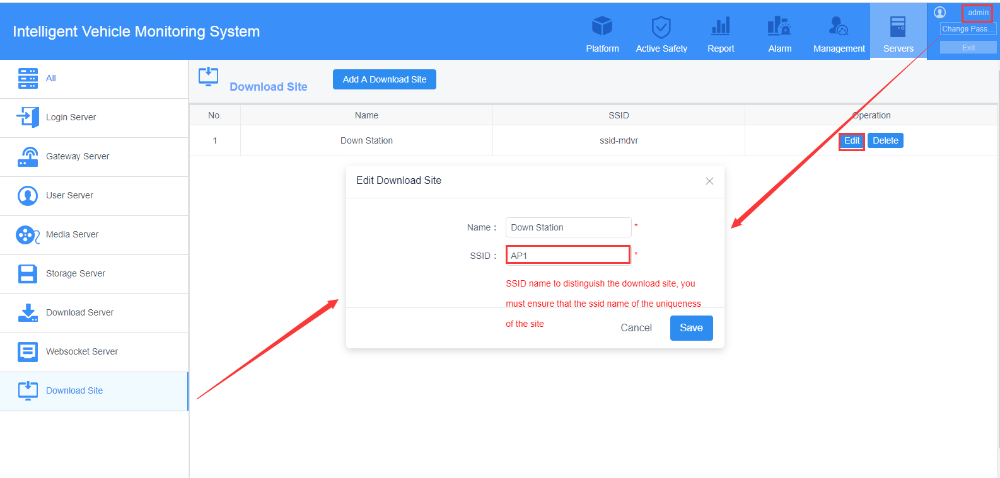 Intelligent Vehicle Monitoring System
Platform
Active Safety
Report
Alarm
Management
Servers
admin
Change Pass...
Exit
All
Login Server
Gateway Server
User Server
Media Server
Storage Server
Download Server
Websocket Server
Download Site
Download Site
Add A Download Site
No. Name SSID Operation
1 Down Station ssid-mdvr Edit Delete
Edit Download Site
Name : Down Station *
SSID : AP1 *
SSID name to distinguish the download site, you
must ensure that the ssid name of the uniqueness
of the site
Cancel Save